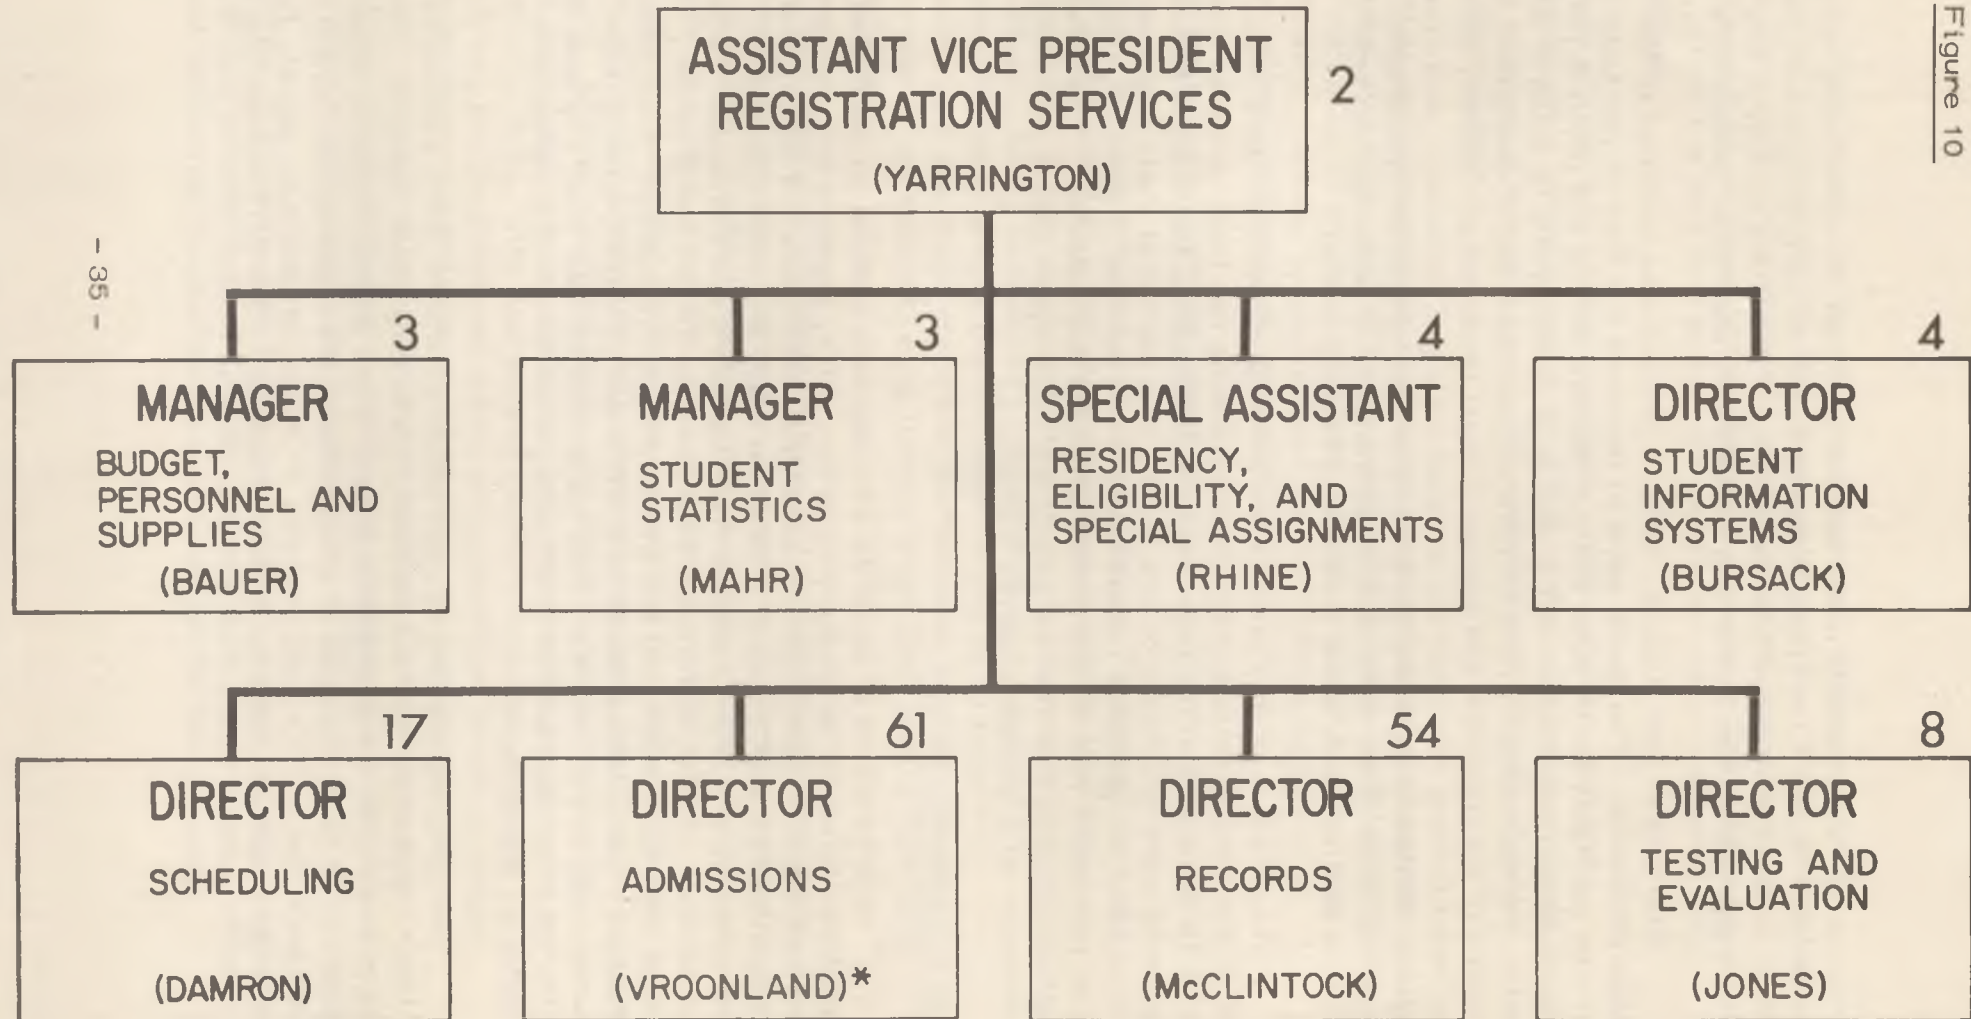 Figure 10
ASSISTANT VICE PRESIDENT
REGISTRATION SERVICES
(YARRINGTON)
2
- 35 -
3
MANAGER
BUDGET,
PERSONNEL AND
SUPPLIES
(BAUER)
3
MANAGER
STUDENT
STATISTICS
(MAHR)
4
SPECIAL ASSISTANT
RESIDENCY,
ELIGIBILITY, AND
SPECIAL ASSIGNMENTS
(RHINE)
4
DIRECTOR
STUDENT
INFORMATION
SYSTEMS
(BURSACK)
17
DIRECTOR
SCHEDULING
(DAMRON)
61
DIRECTOR
ADMISSIONS
(VROONLAND)*
54
DIRECTOR
RECORDS
(McCLINTOCK)
8
DIRECTOR
TESTING AND
EVALUATION
(JONES)